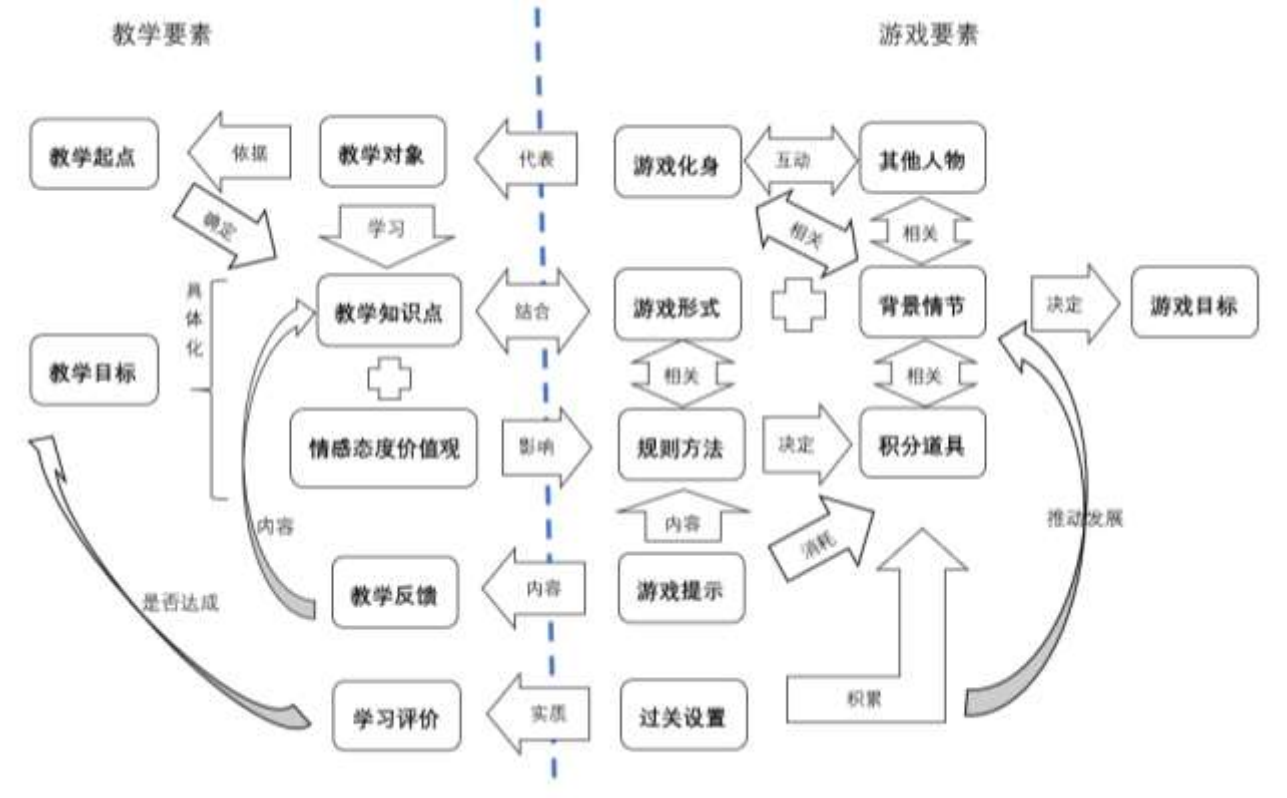 教学要素
游戏要素
教学起点
依据
教学对象
代表
游戏化身
互动
其他人物
确定
学习
相关
相关
具体化
教学知识点
结合
游戏形式
背景情节
决定
游戏目标
教学目标
相关
相关
情感态度价值观
影响
规则方法
决定
积分道具
内容
内容
消耗
推动发展
教学反馈
内容
游戏提示
是否达成
学习评价
实质
过关设置
积累